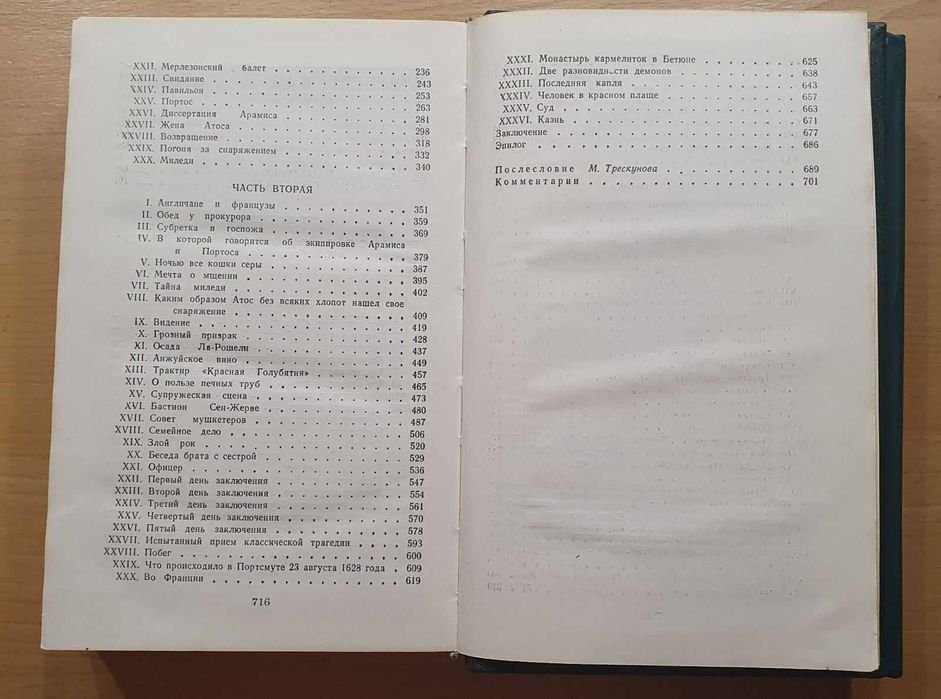 XXII. Мерлезонский балет . . . . . . . . . . 236
XXIII. Свидание . . . . . . . . . . 243
XXIV. Павильон . . . . . . . . . . 253
XXV. Портос . . . . . . . . . . 263
XXVI. Диссертация Арамиса . . . . . . . . . . 281
XXVII. Жена Атоса . . . . . . . . . . 298
XXVIII. Возвращение . . . . . . . . . . 318
XXIX. Погоня за снаряжением . . . . . . . . . . 332
XXX. Миледи . . . . . . . . . . 340
ЧАСТЬ ВТОРАЯ
I. Англичане и французы . . . . . . . . . . 351
II. Обед у прокурора . . . . . . . . . . 359
III. Субретка и госпожа . . . . . . . . . . 369
IV. В которой говорится об экипировке Арамиса
и Портоса . . . . . . . . . . 379
V. Ночью все кошки серы . . . . . . . . . . 387
VI. Мечта о мщении . . . . . . . . . . 395
VII. Тайна миледи . . . . . . . . . . 402
VIII. Каким образом Атос без всяких хлопот нашел свое
снаряжение . . . . . . . . . . 409
IX. Видение . . . . . . . . . . 419
X. Грозный призрак . . . . . . . . . . 428
XI. Осада Ла-Рошели . . . . . . . . . . 437
XII. Анжуйское вино . . . . . . . . . . 449
XIII. Трактир «Красная Голубятня» . . . . . . . . 457
XIV. О пользе печных труб . . . . . . . . . . 465
XV. Супружеская сцена . . . . . . . . . . 473
XVI. Бастион Сен-Жерве . . . . . . . . . . 480
XVII. Совет мушкетеров . . . . . . . . . . 487
XVIII. Семейное дело . . . . . . . . . . 506
XIX. Злой рок . . . . . . . . . . 520
XX. Беседа брата с сестрой . . . . . . . . . . 529
XXI. Офицер . . . . . . . . . . 536
XXII. Первый день заключения . . . . . . . . . . 547
XXIII. Второй день заключения . . . . . . . . . . 554
XXIV. Третий день заключения . . . . . . . . . . 561
XXV. Четвертый день заключения . . . . . . . . . 570
XXVI. Пятый день заключения . . . . . . . . . . 578
XXVII. Испытанный прием классической трагедии . . . . 593
XXVIII. Побег . . . . . . . . . . 600
XXIX. Что происходило в Портсмуте 23 августа 1628 года . 609
XXX. Во Франции . . . . . . . . . . 619
716
XXXI. Монастырь кармелиток в Бетюне . . . . . . . . 625
XXXII. Две разновидности демонов . . . . . . . . . 638
XXXIII. Последняя капля . . . . . . . . . . 643
XXXIV. Человек в красном плаще . . . . . . . . . . 657
XXXV. Суд . . . . . . . . . . 663
XXXVI. Казнь . . . . . . . . . . 671
Заключение . . . . . . . . . . 677
Эпилог . . . . . . . . . . 686
Послесловие М. Трескунова . . . . . . . . . . 689
Комментарии . . . . . . . . . . 701